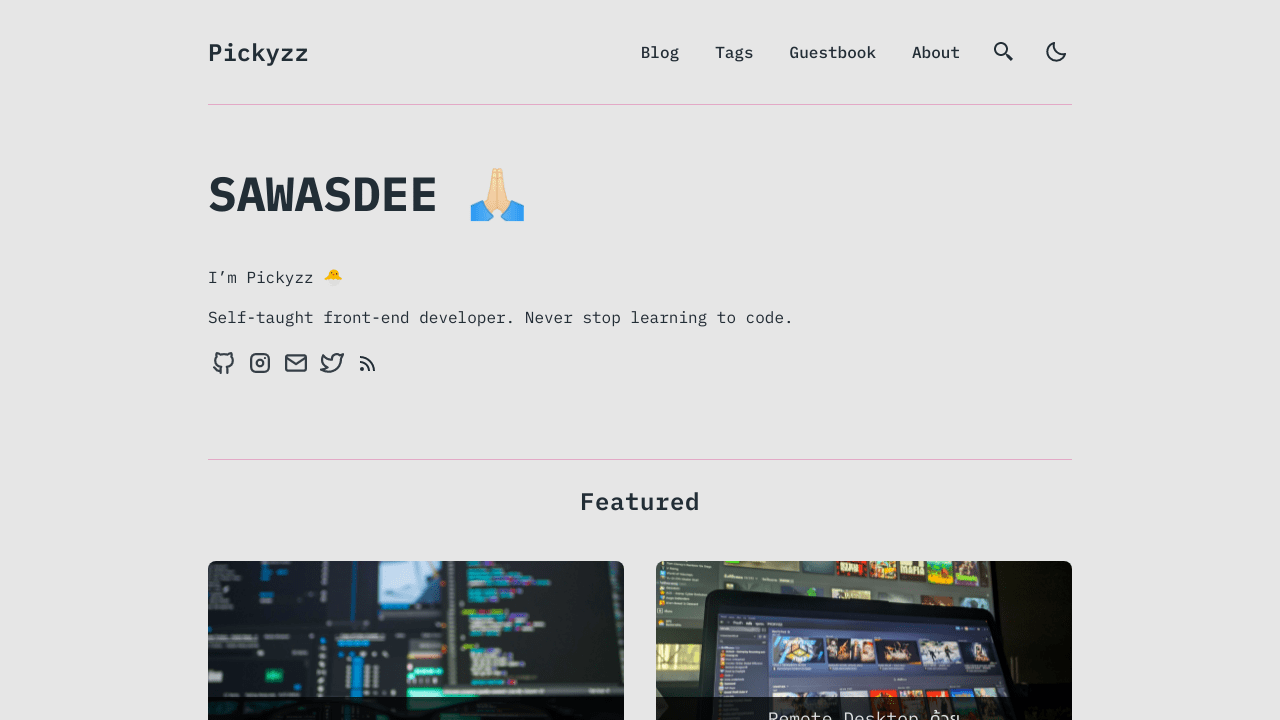 Pickyzz
Blog Tags Guestbook About
SAWASDEE 🙏🏻
I’m Pickyzz 🐣
Self-taught front-end developer. Never stop learning to code.
Featured
Remote Desktop ด้วย